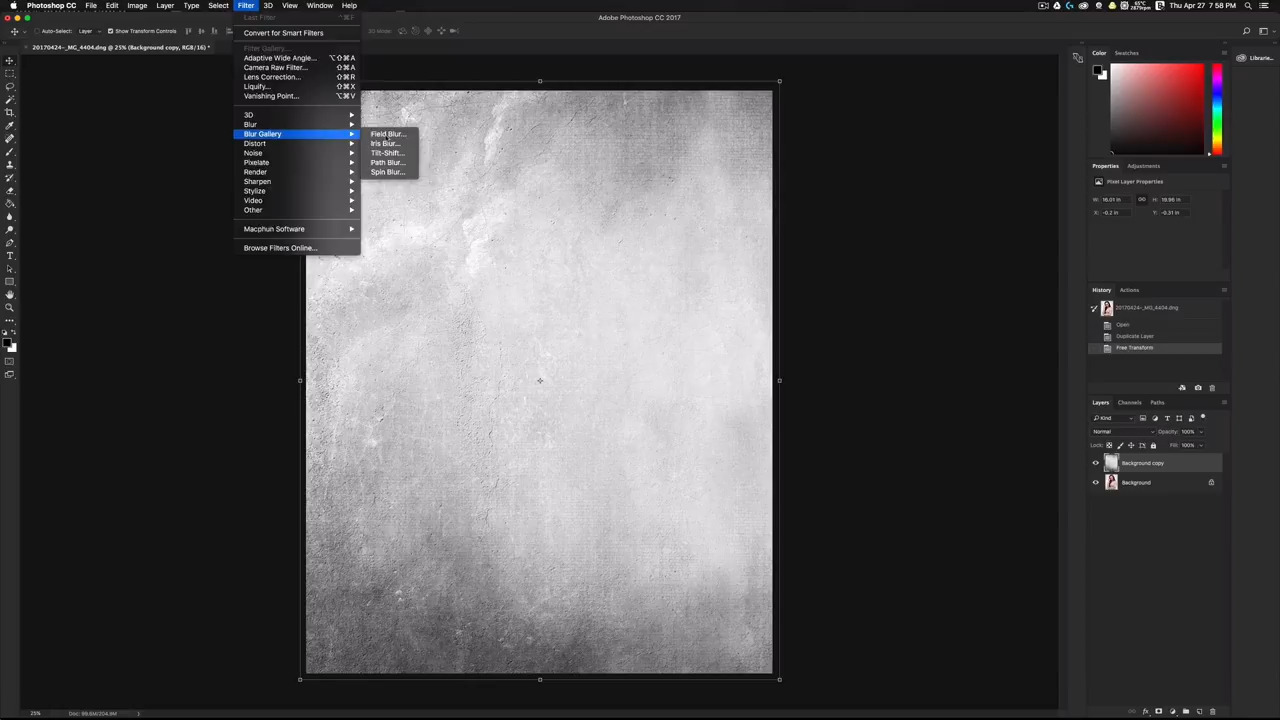 Photoshop CC File Edit Image Layer Type Select Filter 3D View Window Help
Thu Apr 27 7:58 PM
Adobe Photoshop CC 2017
Auto-Select: Layer Show Transform Controls
3D Mode:
20170424-_MG_4404.dng @ 25% (Background copy, RGB/16) *
Last Filter
Convert for Smart Filters
Filter Gallery...
Adaptive Wide Angle... ⌥⇧⌘A
Camera Raw Filter... ⇧⌘A
Lens Correction... ⇧⌘R
Liquify... ⇧⌘X
Vanishing Point... ⌥⌘V
3D
Blur
Blur Gallery
Distort
Noise
Pixelate
Render
Sharpen
Stylize
Video
Other
Macphun Software
Browse Filters Online...
Field Blur...
Iris Blur...
Tilt-Shift...
Path Blur...
Spin Blur...
Color Swatches
Librarie...
Properties Adjustments
Pixel Layer Properties
W: 16.01 in H: 19.96 in
X: -0.2 in Y: -0.31 in
History Actions
20170424-_MG_4404.dng
Open
Duplicate Layer
Free Transform
Layers Channels Paths
Kind
Normal Opacity: 100%
Lock: Fill: 100%
Background copy
Background
25% Doc: 99.8M/204.9M